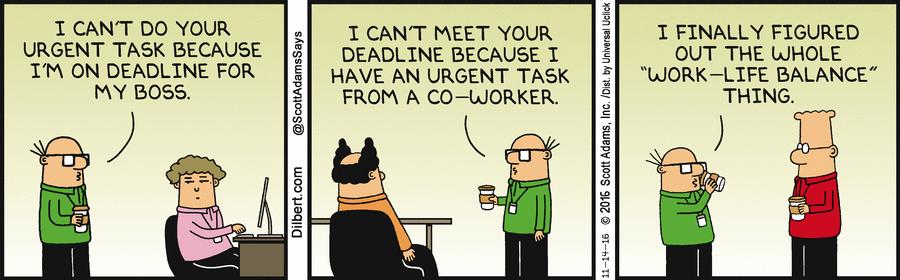 I CAN'T DO YOUR
URGENT TASK BECAUSE
I'M ON DEADLINE FOR
MY BOSS.
Dilbert.com
@ScottAdamsSays
I CAN'T MEET YOUR
DEADLINE BECAUSE I
HAVE AN URGENT TASK
FROM A CO-WORKER.
11-14-16 © 2016 Scott Adams, Inc. /Dist. by Universal Uclick
I FINALLY FIGURED
OUT THE WHOLE
"WORK-LIFE BALANCE"
THING.